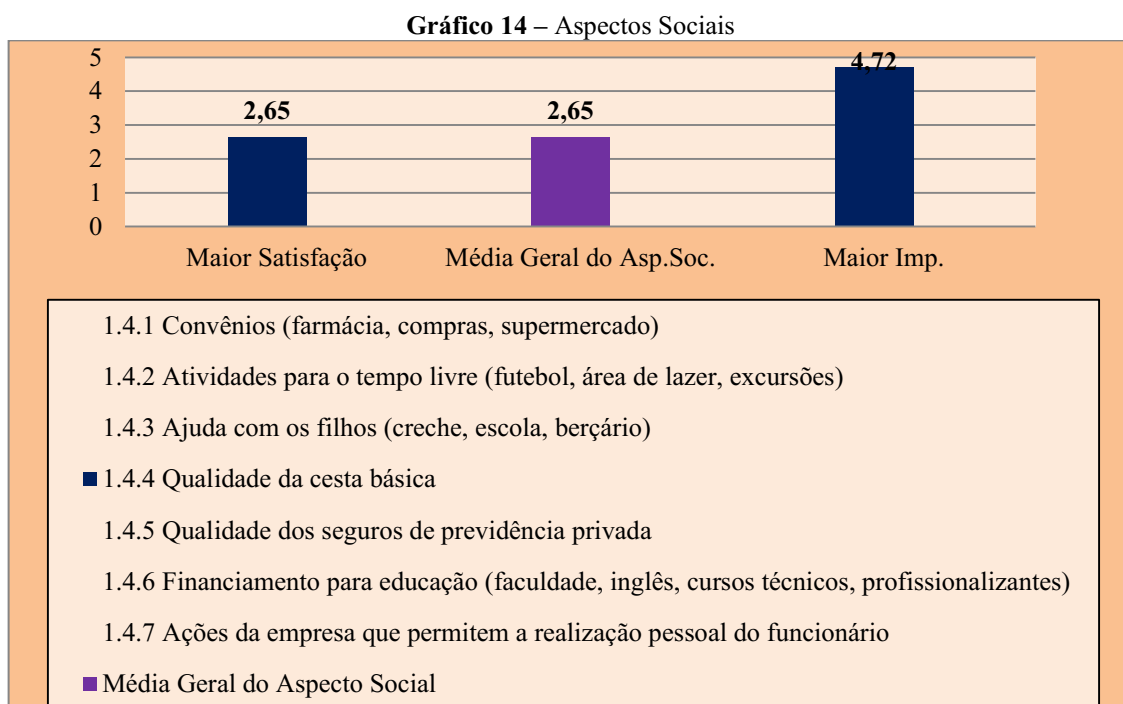 Gráfico 14 – Aspectos Sociais
5
4
3
2
1
0
2,65
2,65
4,72
Maior Satisfação
Média Geral do Asp.Soc.
Maior Imp.
1.4.1 Convênios (farmácia, compras, supermercado)
1.4.2 Atividades para o tempo livre (futebol, área de lazer, excursões)
1.4.3 Ajuda com os filhos (creche, escola, berçário)
1.4.4 Qualidade da cesta básica
1.4.5 Qualidade dos seguros de previdência privada
1.4.6 Financiamento para educação (faculdade, inglês, cursos técnicos, profissionalizantes)
1.4.7 Ações da empresa que permitem a realização pessoal do funcionário
Média Geral do Aspecto Social